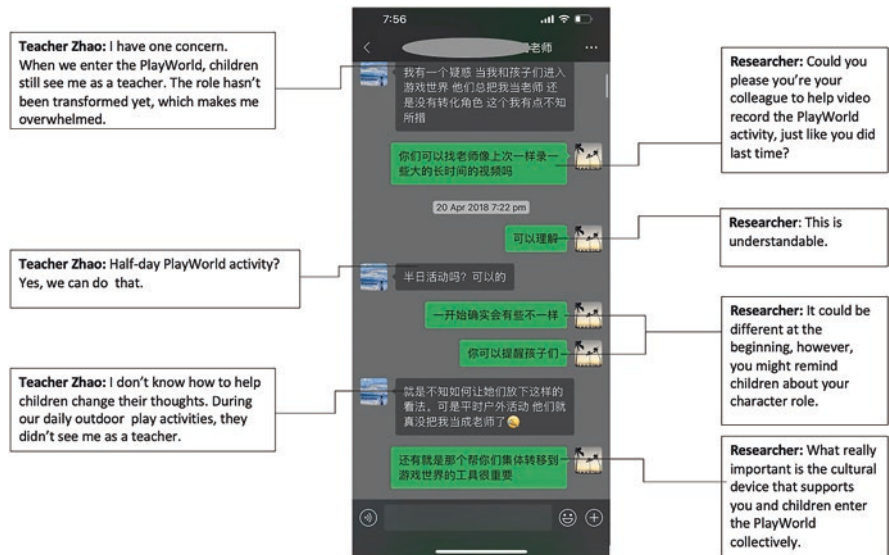 7:56
老师
Teacher Zhao: I have one concern.
When we enter the PlayWorld, children
still see me as a teacher. The role hasn't
been transformed yet, which makes me
overwhelmed.
我有一个疑惑 当我和孩子们进入
游戏世界 他们总把我当老师 还
是没有转化角色 这个我有点不知
所措
Researcher: Could you
please you're your
colleague to help video
record the PlayWorld
activity, just like you did
last time?
你们可以找老师像上次一样录一
些大的长时间的视频吗
20 Apr 2018 7:22 pm
Researcher: This is
understandable.
可以理解
Teacher Zhao: Half-day PlayWorld activity?
Yes, we can do that.
半日活动吗？可以的
一开始确实会有些不一样
你可以提醒孩子们
Researcher: It could be
different at the
beginning, however,
you might remind
children about your
character role.
Teacher Zhao: I don't know how to help
children change their thoughts. During
our daily outdoor play activities, they
didn't see me as a teacher.
就是不知如何让她们放下这样的
看法。可是平时户外活动 他们就
真没把我当成老师了
还有就是那个帮你们集体转移到
游戏世界的工具很重要
Researcher: What really
important is the cultural
device that supports
you and children enter
the PlayWorld
collectively.